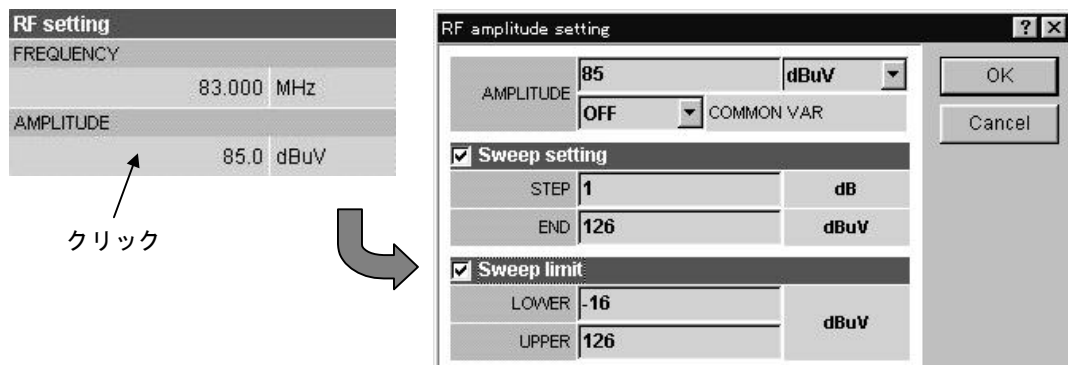 RF setting
FREQUENCY
83.000 MHz
AMPLITUDE
85.0 dBuV
クリック
RF amplitude setting
AMPLITUDE 85 dBuV
OFF COMMON VAR
Sweep setting
STEP 1 dB
END 126 dBuV
Sweep limit
LOWER -16
dBuV
UPPER 126
OK
Cancel